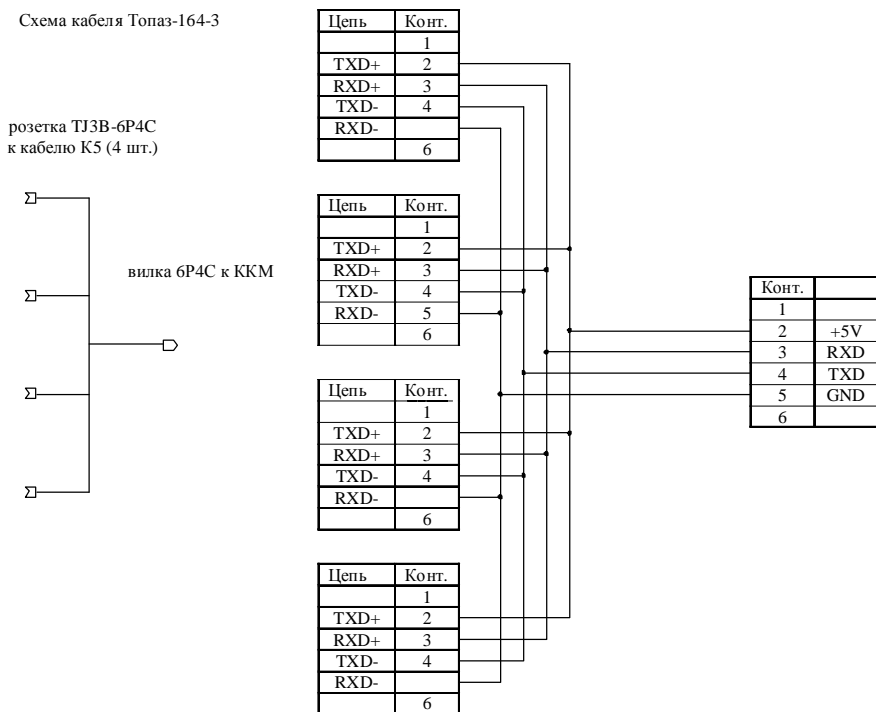 Схема кабеля Топаз-164-3
розетка TJ3B-6P4C
к кабелю К5 (4 шт.)
вилка 6Р4С к ККМ
Цепь Конт.
1
TXD+ 2
RXD+ 3
TXD- 4
RXD-
6
Цепь Конт.
1
TXD+ 2
RXD+ 3
TXD- 4
RXD- 5
6
Цепь Конт.
1
TXD+ 2
RXD+ 3
TXD- 4
RXD-
6
Цепь Конт.
1
TXD+ 2
RXD+ 3
TXD- 4
RXD-
6
Конт.
1
2 +5V
3 RXD
4 TXD
5 GND
6